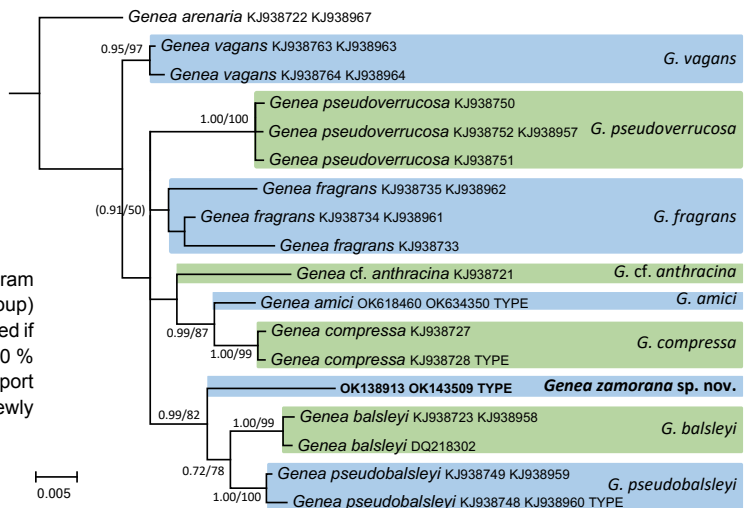 Genea arenaria KJ938722 KJ938967
0.95/97
Genea vagans KJ938763 KJ938963
G. vagans
Genea vagans KJ938764 KJ938964
1.00/100
Genea pseudoverrucosa KJ938750
Genea pseudoverrucosa KJ938752 KJ938957
G. pseudoverrucosa
Genea pseudoverrucosa KJ938751
(0.91/50)
Genea fragrans KJ938735 KJ938962
Genea fragrans KJ938734 KJ938961
G. fragrans
Genea fragrans KJ938733
Genea cf. anthracina KJ938721
G. cf. anthracina
0.99/87
Genea amici OK618460 OK634350 TYPE
G. amici
1.00/99
Genea compressa KJ938727
G. compressa
Genea compressa KJ938728 TYPE
0.99/82
OK138913 OK143509 TYPE
Genea zamorana sp. nov.
1.00/99
Genea balsleyi KJ938723 KJ938958
G. balsleyi
Genea balsleyi DQ218302
0.72/78
1.00/100
Genea pseudobalsleyi KJ938749 KJ938959
G. pseudobalsleyi
Genea pseudobalsleyi KJ938748 KJ938960 TYPE
ram
oup)
ed if
0 %
port
ewly
0.005